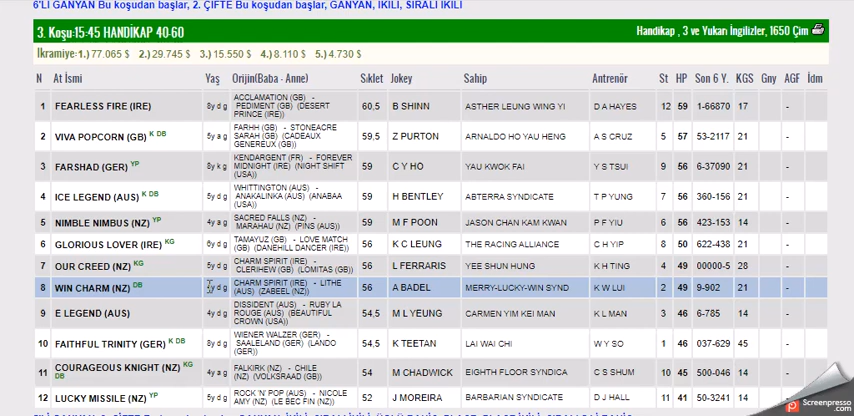 6'LI GANYAN Bu koşudan başlar, 2. ÇİFTE Bu koşudan başlar, GANYAN, İKİLİ, SIRALI İKİLİ
3. Koşu:15:45 HANDİKAP 40-60 Handikap , 3 ve Yukarı İngilizler, 1650 Çim
İkramiye:1.) 77.065 $ 2.) 29.745 $ 3.) 15.550 $ 4.) 8.110 $ 5.) 4.730 $
N At İsmi Yaş Orijin(Baba - Anne) Sıklet Jokey Sahip Antrenör St HP Son 6 Y. KGS Gny AGF İdm
1 FEARLESS FIRE (IRE) 8y d g ACCLAMATION (GB) - PEDIMENT (GB) (DESERT PRINCE (IRE)) 60,5 B SHINN ASTHER LEUNG WING YI D A HAYES 12 59 1-66870 17 -
2 VIVA POPCORN (GB) K DB 5y a g FARHH (GB) - STONEACRE SARAH (GB) (CADEAUX GENEREUX (GB)) 59,5 Z PURTON ARNALDO HO YAU HENG A S CRUZ 5 57 53-2117 21 -
3 FARSHAD (GER) YP 8y k g KENDARGENT (FR) - FOREVER MIDNIGHT (IRE) (NIGHT SHIFT (USA)) 59 C Y HO YAU KWOK FAI Y S TSUI 9 56 6-37090 21 -
4 ICE LEGEND (AUS) K DB 5y d g WHITTINGTON (AUS) - ANAKALINKA (AUS) (ANABAA (USA)) 59 H BENTLEY ABTERRA SYNDICATE T P YUNG 7 56 360-156 21 -
5 NIMBLE NIMBUS (NZ) YP 4y a g SACRED FALLS (NZ) - MARAHAU (NZ) (PINS (AUS)) 59 M F POON JASON CHAN KAM KWAN P F YIU 6 56 423-153 14 -
6 GLORIOUS LOVER (IRE) KG 6y d g TAMAYUZ (GB) - LOVE MATCH (GB) (DANEHILL DANCER (IRE)) 56 K C LEUNG THE RACING ALLIANCE C H YIP 8 50 622-438 21 -
7 OUR CREED (NZ) KG 5y d g CHARM SPIRIT (IRE) - CLERIHEW (GB) (LOMITAS (GB)) 56 L FERRARIS YEE SHUN HUNG K H TING 4 49 00000-5 28 -
8 WIN CHARM (NZ) DB y d g CHARM SPIRIT (IRE) - LITHE (AUS) (ZABEEL (NZ)) 56 A BADEL MERRY-LUCKY-WIN SYND K W LUI 2 49 9-902 21 -
9 E LEGEND (AUS) 4y d g DISSIDENT (AUS) - RUBY LA ROUGE (AUS) (BEAUTIFUL CROWN (USA)) 54,5 M L YEUNG CARMEN YIM KEI MAN K L MAN 3 46 6-785 14 -
10 FAITHFUL TRINITY (GER) K DB 8y d g WIENER WALZER (GER) - SAALELAND (GER) (LANDO (GER)) 54,5 K TEETAN LAI WAI CHI W Y SO 1 46 037-629 45 -
11 COURAGEOUS KNIGHT (NZ) KG DB 4y a g FALKIRK (NZ) - CHILE (NZ) (VOLKSRAAD (GB)) 54 M CHADWICK EIGHTH FLOOR SYNDICA C S SHUM 10 45 500-046 14 -
12 LUCKY MISSILE (NZ) YP 5y d g ROCK 'N' POP (AUS) - NICOLE AMY (NZ) (LE BEC FIN (NZ)) 52 J MOREIRA BARBARIAN SYNDICATE D J HALL 11 41 50-3241 14 -
Screenpresso
.com